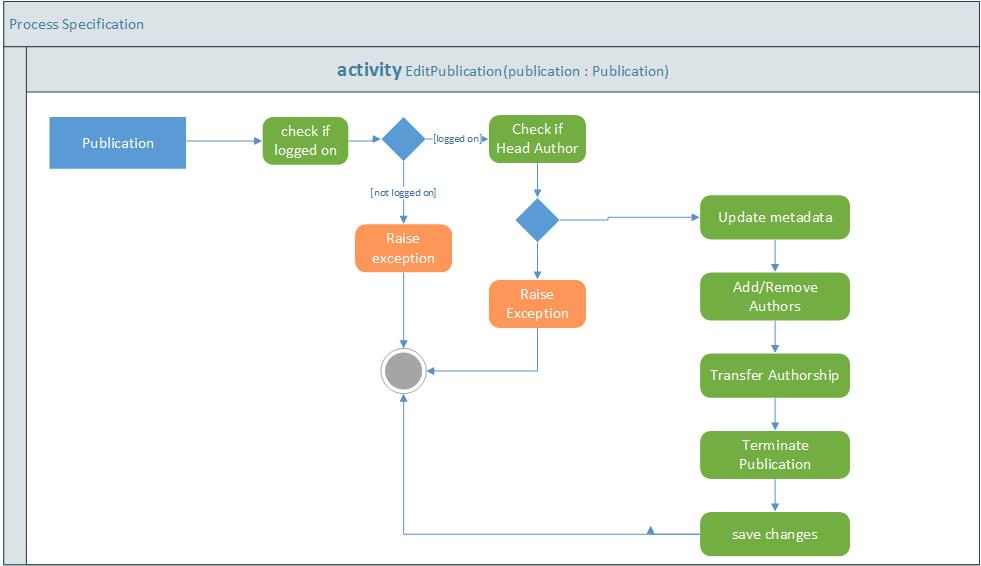 Process Specification
activity EditPublication(publication : Publication)
Publication
check if
logged on
[logged on]
Check if
Head Author
[not logged on]
Raise
exception
Update metadata
Raise
Exception
Add/Remove
Authors
Transfer Authorship
Terminate
Publication
save changes